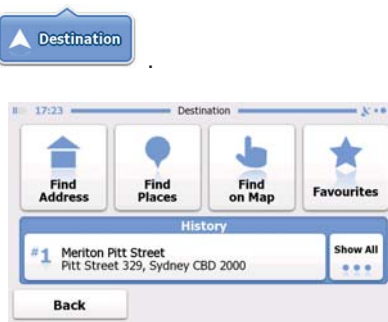 Destination
.
17:23 Destination
Find Address
Find Places
Find on Map
Favourites
History
#1 Meriton Pitt Street
Pitt Street 329, Sydney CBD 2000
Show All
Back